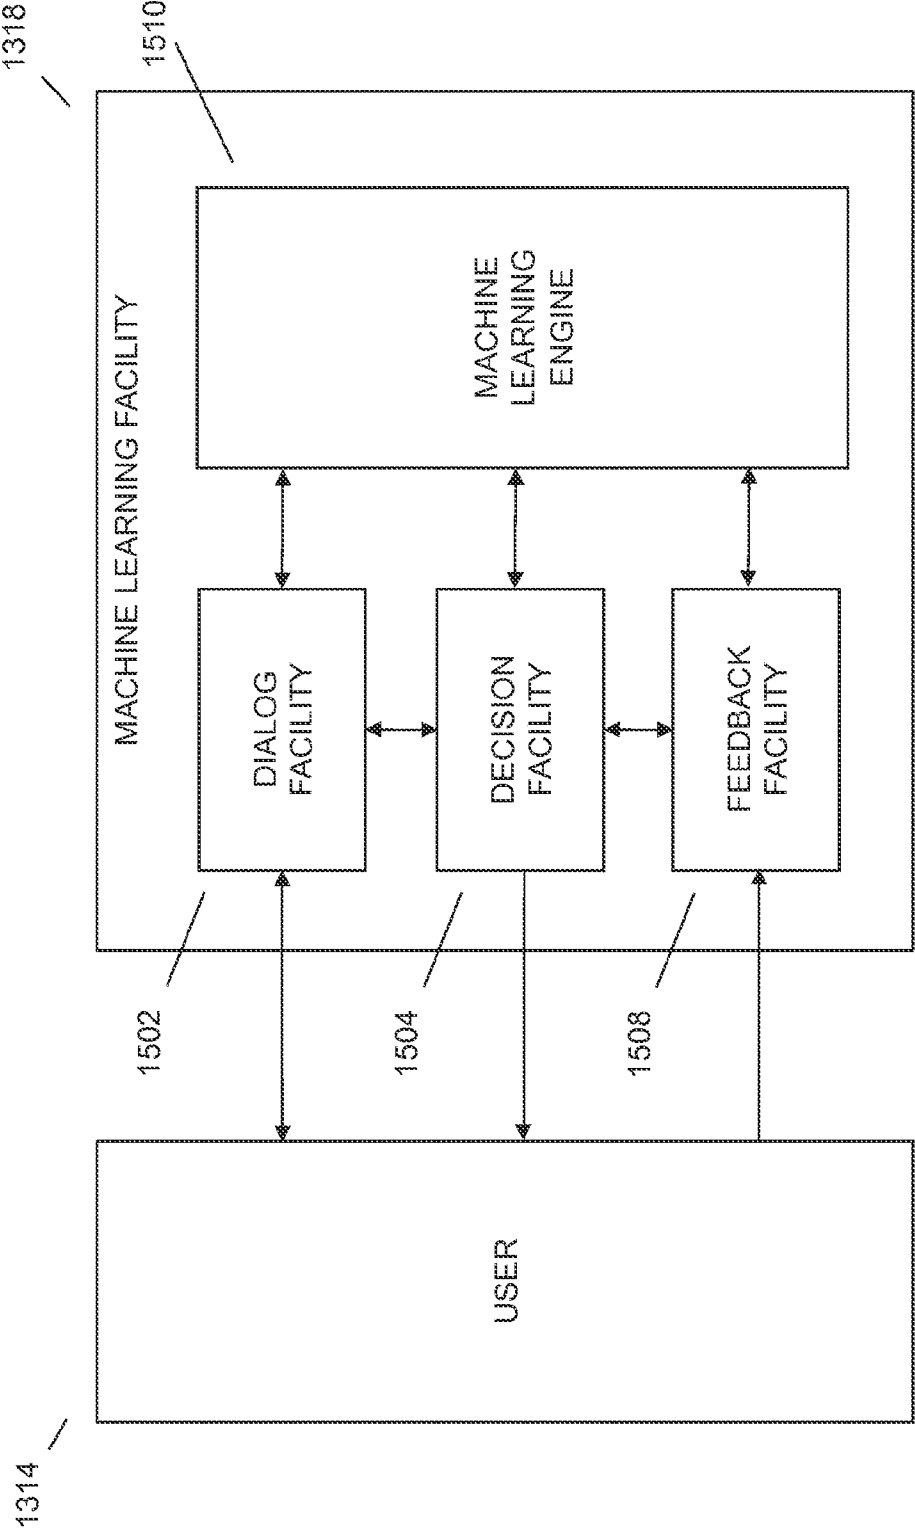 1314
USER
1318
MACHINE LEARNING FACILITY
1502
DIALOG
FACILITY
1504
DECISION
FACILITY
1508
FEEDBACK
FACILITY
1510
MACHINE
LEARNING
ENGINE